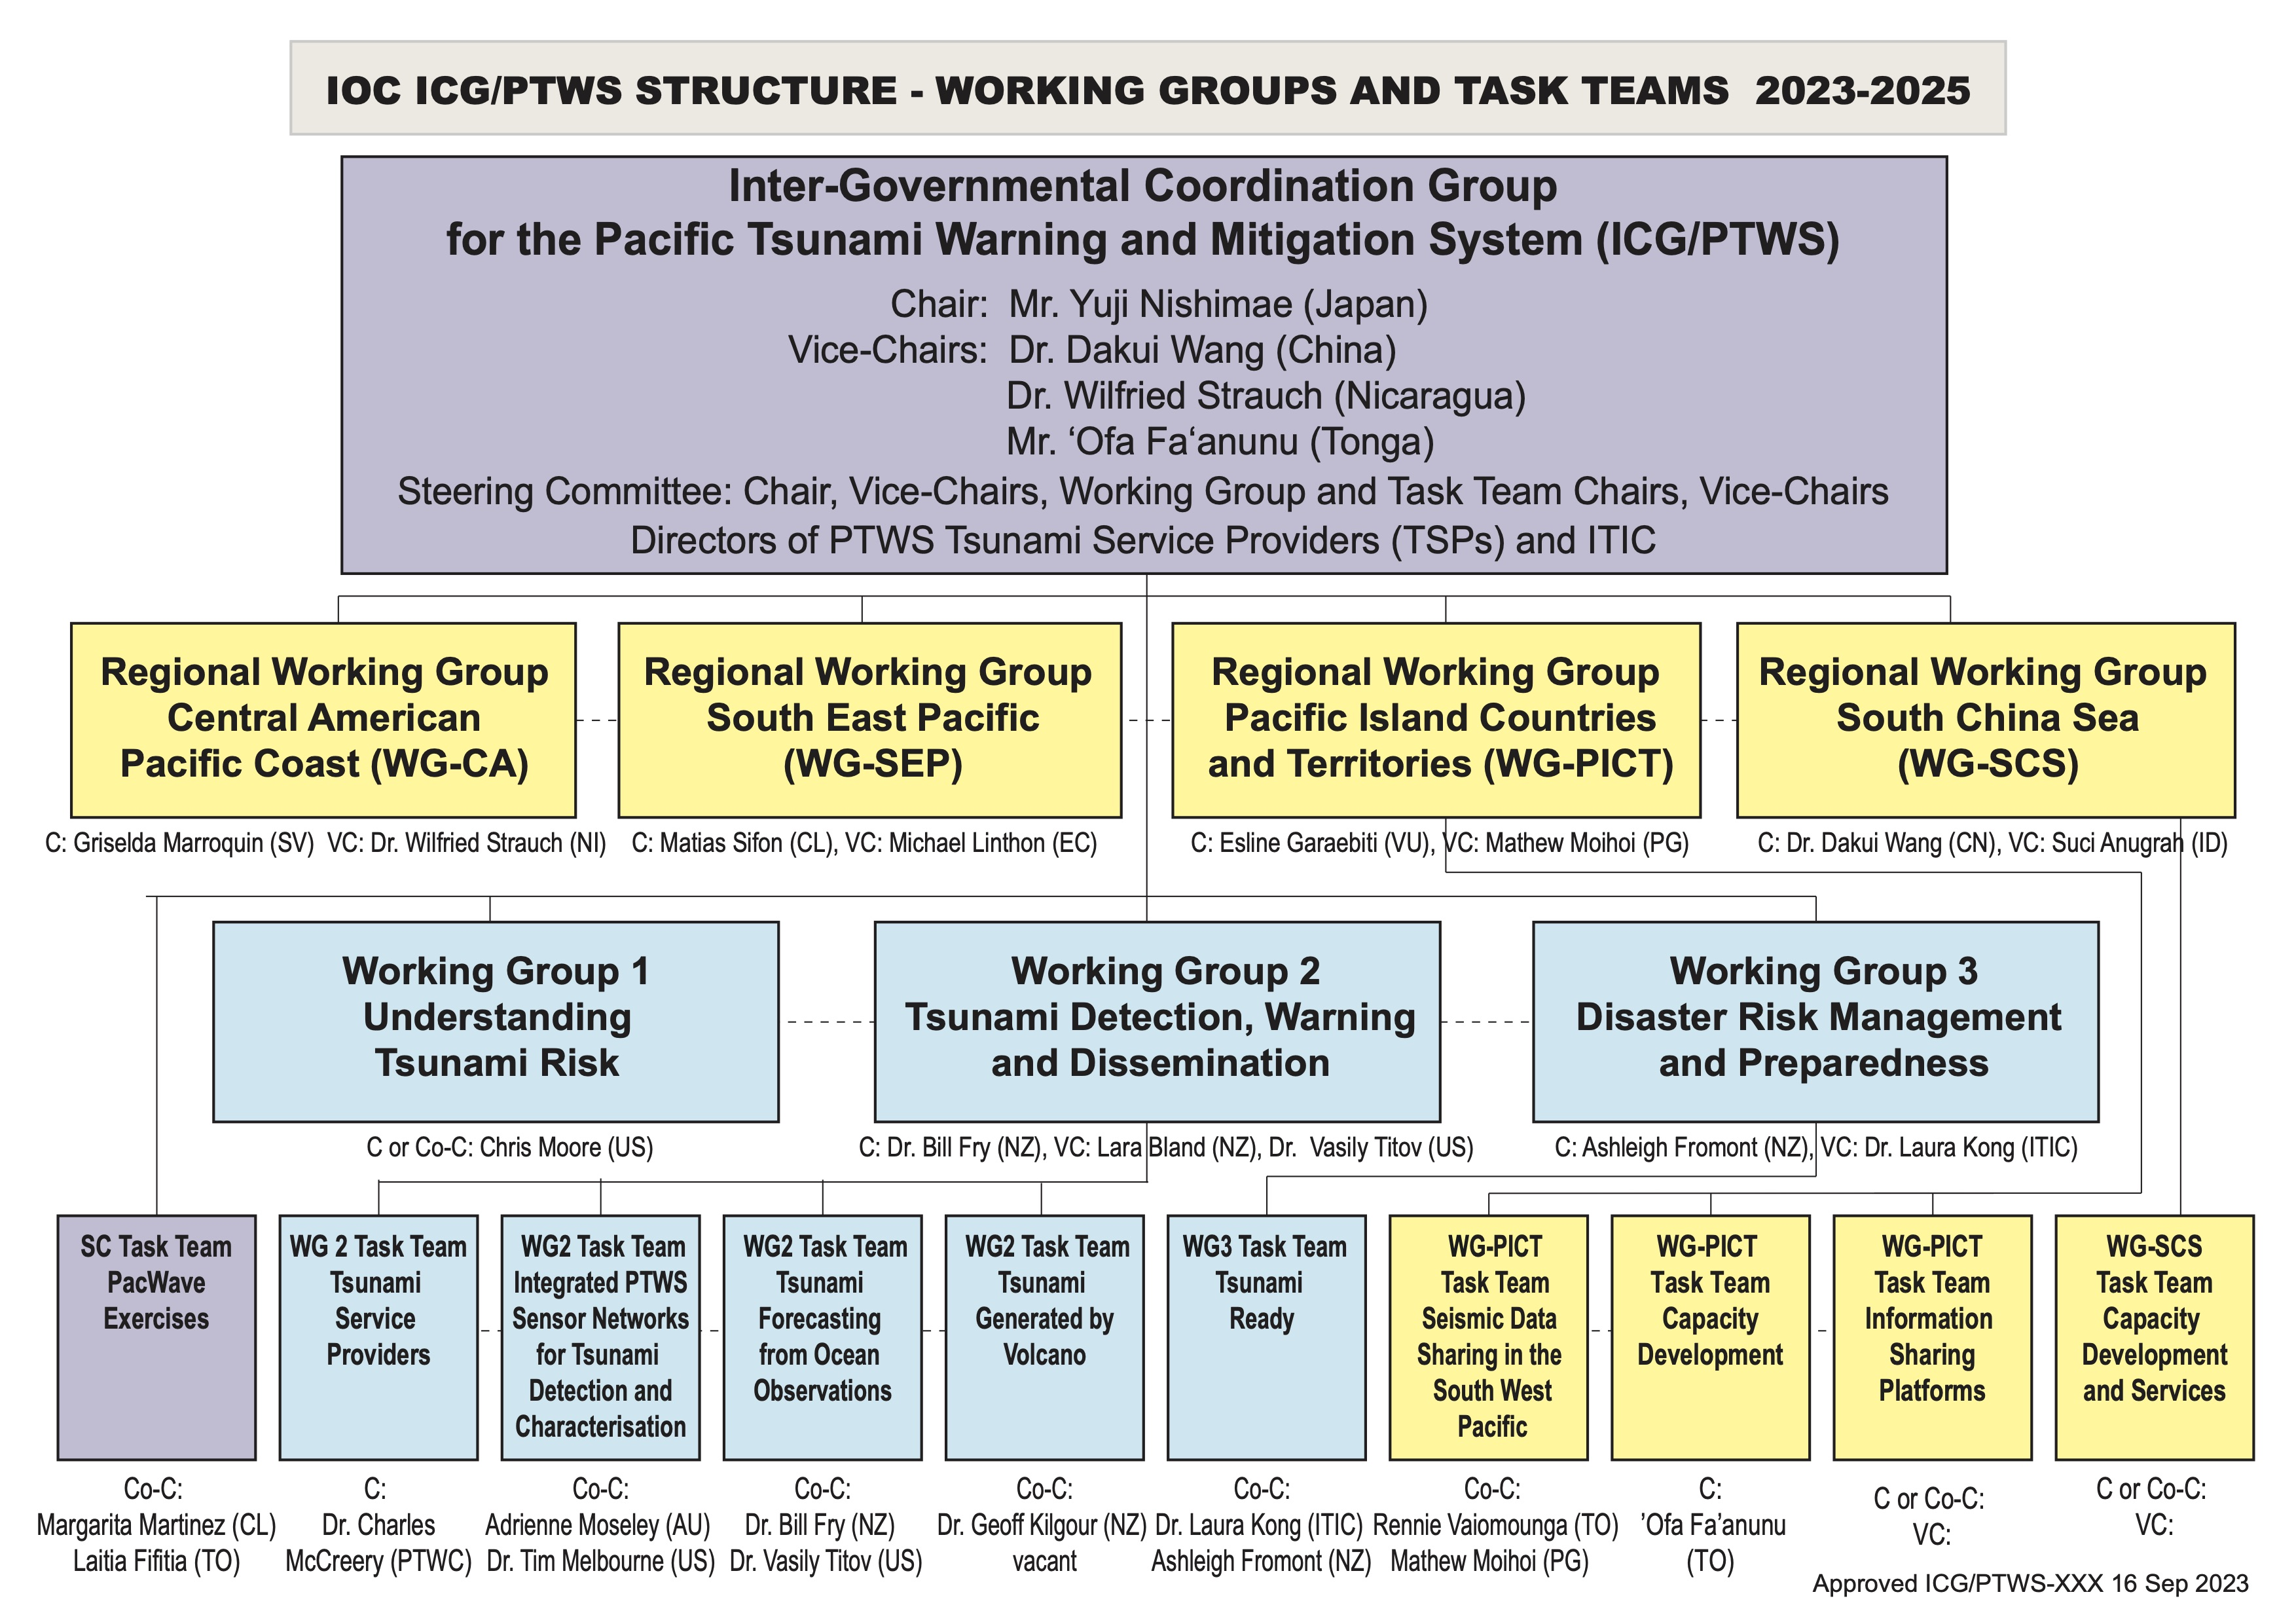 IOC ICG/PTWS STRUCTURE - WORKING GROUPS AND TASK TEAMS 2023-2025
Inter-Governmental Coordination Group
for the Pacific Tsunami Warning and Mitigation System (ICG/PTWS)
Chair: Mr. Yuji Nishimae (Japan)
Vice-Chairs: Dr. Dakui Wang (China)
Dr. Wilfried Strauch (Nicaragua)
Mr. ‘Ofa Fa‘anunu (Tonga)
Steering Committee: Chair, Vice-Chairs, Working Group and Task Team Chairs, Vice-Chairs
Directors of PTWS Tsunami Service Providers (TSPs) and ITIC
Regional Working Group
Central American
Pacific Coast (WG-CA)
C: Griselda Marroquin (SV) VC: Dr. Wilfried Strauch (NI)
Regional Working Group
South East Pacific
(WG-SEP)
C: Matias Sifon (CL), VC: Michael Linthon (EC)
Regional Working Group
Pacific Island Countries
and Territories (WG-PICT)
C: Esline Garaebiti (VU), VC: Mathew Moihoi (PG)
Regional Working Group
South China Sea
(WG-SCS)
C: Dr. Dakui Wang (CN), VC: Suci Anugrah (ID)
Working Group 1
Understanding
Tsunami Risk
C or Co-C: Chris Moore (US)
Working Group 2
Tsunami Detection, Warning
and Dissemination
C: Dr. Bill Fry (NZ), VC: Lara Bland (NZ), Dr. Vasily Titov (US)
Working Group 3
Disaster Risk Management
and Preparedness
C: Ashleigh Fromont (NZ), VC: Dr. Laura Kong (ITIC)
SC Task Team
PacWave
Exercises
Co-C:
Margarita Martinez (CL)
Laitia Fifitia (TO)
WG 2 Task Team
Tsunami
Service
Providers
C:
Dr. Charles
McCreery (PTWC)
WG2 Task Team
Integrated PTWS
Sensor Networks
for Tsunami
Detection and
Characterisation
Co-C:
Adrienne Moseley (AU)
Dr. Tim Melbourne (US)
WG2 Task Team
Tsunami
Forecasting
from Ocean
Observations
Co-C:
Dr. Bill Fry (NZ)
Dr. Vasily Titov (US)
WG2 Task Team
Tsunami
Generated by
Volcano
Co-C:
Dr. Geoff Kilgour (NZ)
vacant
WG3 Task Team
Tsunami
Ready
Co-C:
Dr. Laura Kong (ITIC)
Ashleigh Fromont (NZ)
WG-PICT
Task Team
Seismic Data
Sharing in the
South West
Pacific
Co-C:
Rennie Vaiomounga (TO)
Mathew Moihoi (PG)
WG-PICT
Task Team
Capacity
Development
C:
’Ofa Fa’anunu
(TO)
WG-PICT
Task Team
Information
Sharing
Platforms
C or Co-C:
VC:
WG-SCS
Task Team
Capacity
Development
and Services
C or Co-C:
VC:
Approved ICG/PTWS-XXX 16 Sep 2023